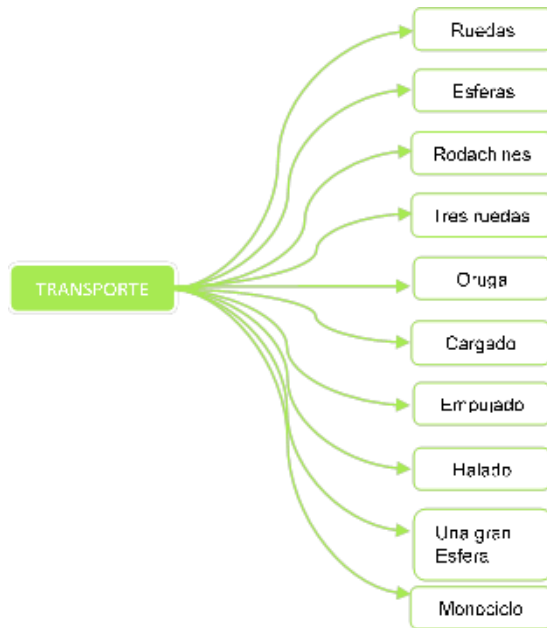 Ruedas
Esferas
Rodachines
Tres ruedas
TRANSPORTE
Oruga
Cargado
Empujado
Halado
Una gran
Esfera
Monociclo